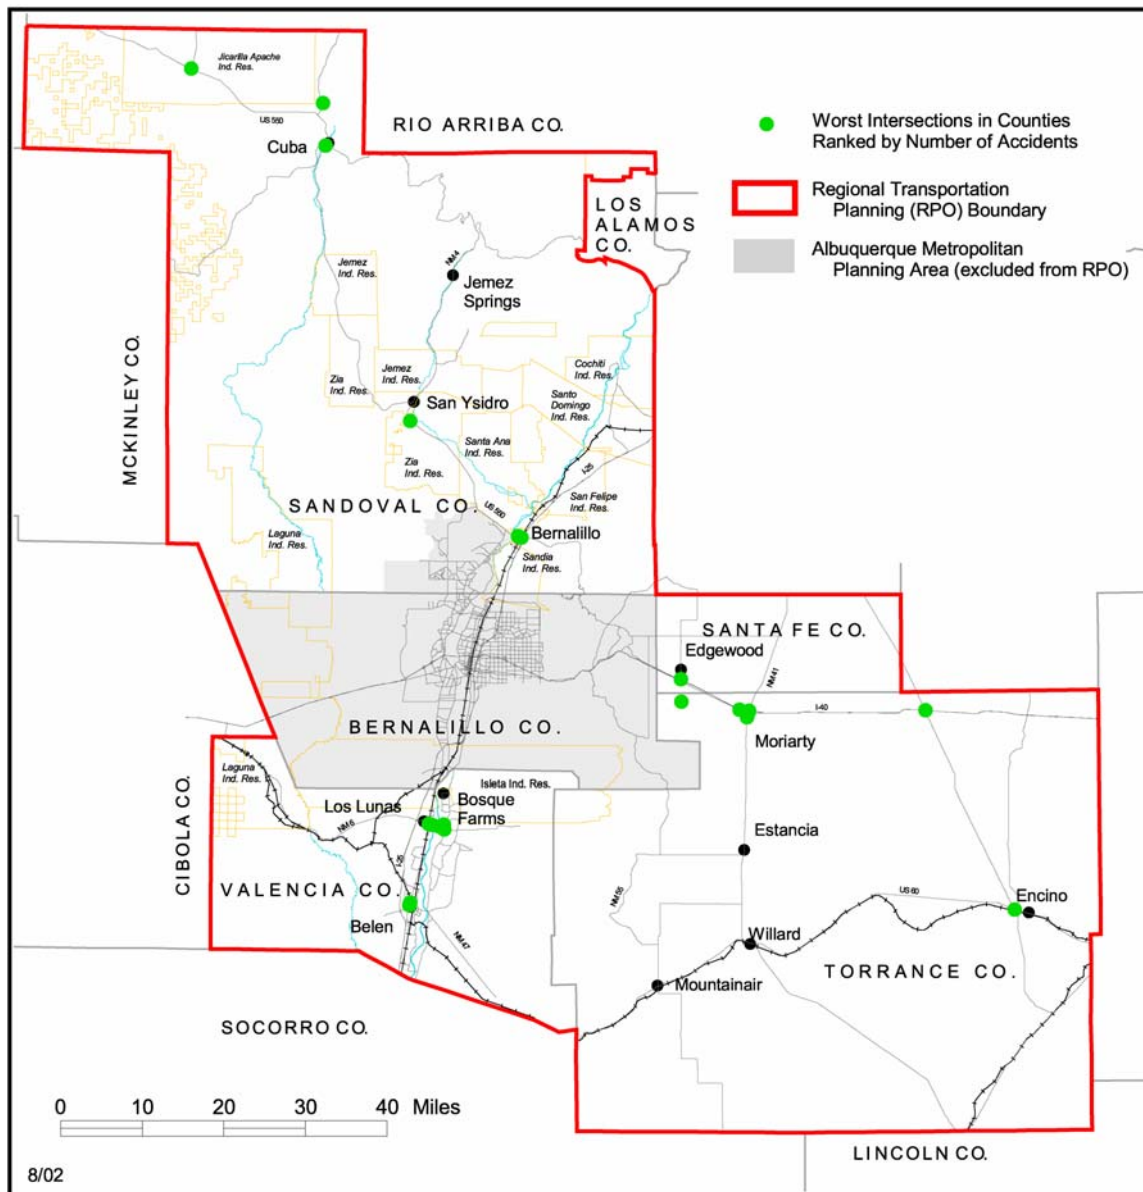 Jicarilla Apache
Ind. Res.
US 550
RIO ARRIBA CO.
Cuba
Worst Intersections in Counties
Ranked by Number of Accidents
Regional Transportation
Planning (RPO) Boundary
Albuquerque Metropolitan
Planning Area (excluded from RPO)
LOS
ALAMOS
CO.
NM4
Jemez
Ind. Res.
Jemez
Springs
MCKINLEY CO.
Zia
Ind. Res.
Jemez
Ind. Res.
Cochiti
Ind. Res.
Santo
Domingo
Ind. Res.
San Ysidro
Santa Ana
Ind. Res.
Zia
Ind. Res.
I-25
US 550
San Felipe
Ind. Res.
SANDOVAL CO.
Laguna
Ind. Res.
Bernalillo
Sandia
Ind. Res.
SANTA FE CO.
Edgewood
NM41
I-40
BERNALILLO CO.
Moriarty
Laguna
Ind. Res.
Isleta Ind. Res.
Los Lunas
Bosque
Farms
NM6
I-25
CIBOLA CO.
Estancia
VALENCIA CO.
Belen
NM47
NM55
US 60
Encino
Willard
TORRANCE CO.
Mountainair
SOCORRO CO.
0 10 20 30 40 Miles
LINCOLN CO.
8/02